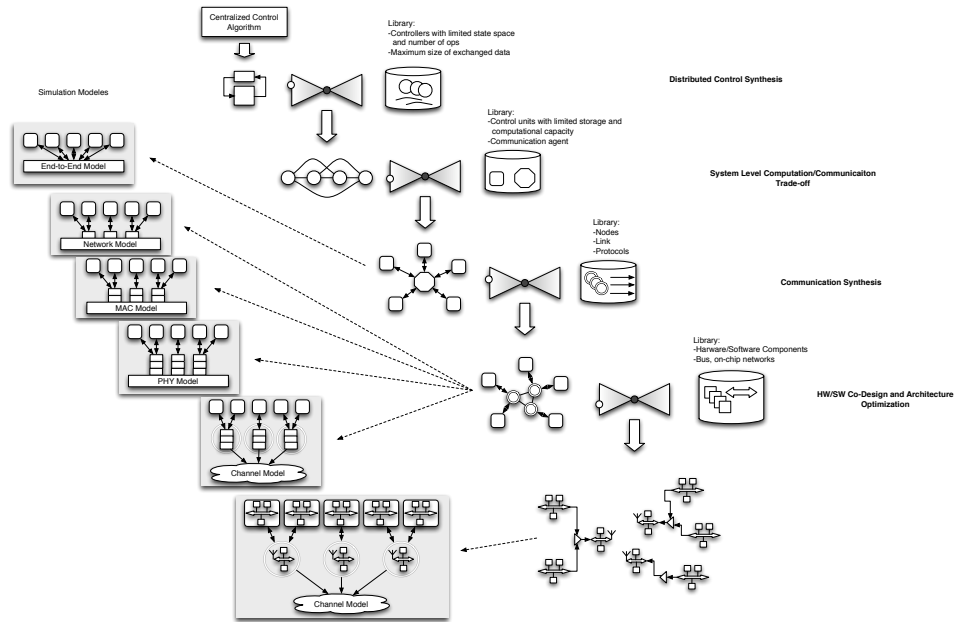 Centralized Control
Algorithm
Library:
-Controllers with limited state space
and number of ops
-Maximum size of exchanged data
Distributed Control Synthesis
Simulation Modeles
Library:
-Control units with limited storage and
computational capacity
-Communication agent
End-to-End Model
System Level Computation/Communicaiton
Trade-off
Library:
-Nodes
-Link
-Protocols
Network Model
Communication Synthesis
MAC Model
Library:
-Harware/Software Components
-Bus, on-chip networks
PHY Model
HW/SW Co-Design and Architecture
Optimization
Channel Model
Channel Model